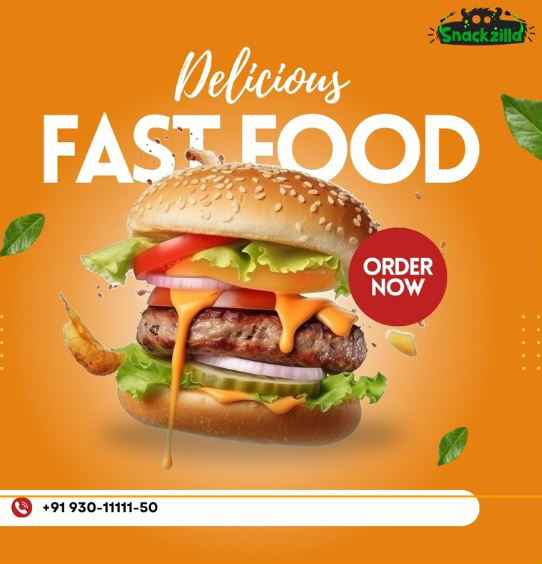 Snackzilla
Delicious
FAST FOOD
ORDER
NOW
+91 930-11111-50